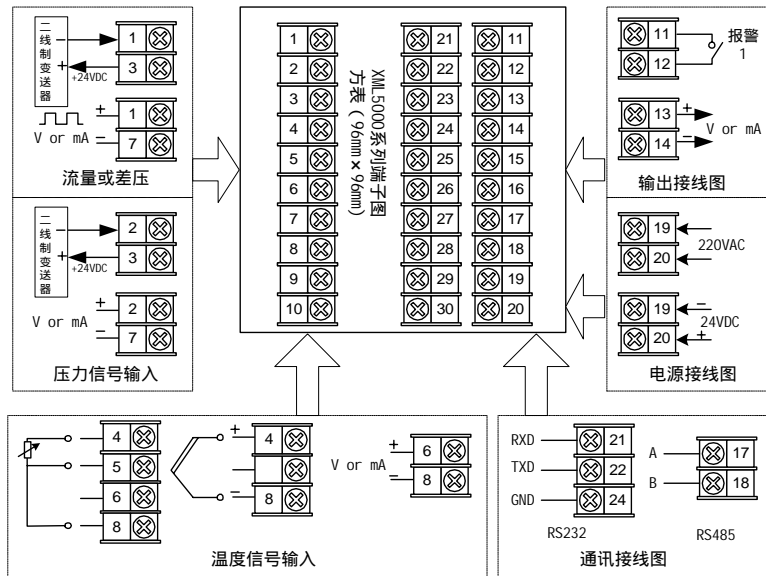 二线制变送器
−
1
+
+24VDC
3
+
1
V or mA
−
7
流量或差压
二线制变送器
−
2
+
+24VDC
3
+
2
V or mA
−
7
压力信号输入
XML5000系列端子图
方表(96mm×96mm)
1 21 11
2 22 12
3 23 13
4 24 14
5 25 15
6 26 16
7 27 17
8 28 18
9 29 19
10 30 20
11
12
报警
1
13 +
V or mA
14 −
输出接线图
19
220VAC
20
19 −
24VDC
20 +
电源接线图
4
5
6
8
+ 4
− 8
+ 6
V or mA
− 8
温度信号输入
RXD 21
TXD 22
GND 24
RS232
A 17
B 18
RS485
通讯接线图